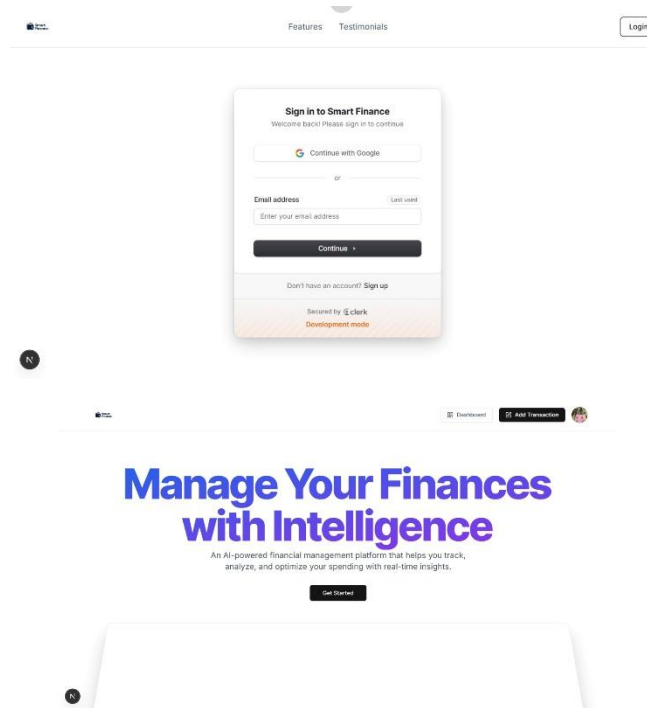 Features Testimonials
Login
Sign in to Smart Finance
Welcome back! Please sign in to continue
Continue with Google
or
Email address Last used
Enter your email address
Continue
Don't have an account? Sign up
Secured by clerk
Development mode
N
Dashboard Add Transaction
Manage Your Finances
with Intelligence
An AI-powered financial management platform that helps you track,
analyze, and optimize your spending with real-time insights.
Get Started
N